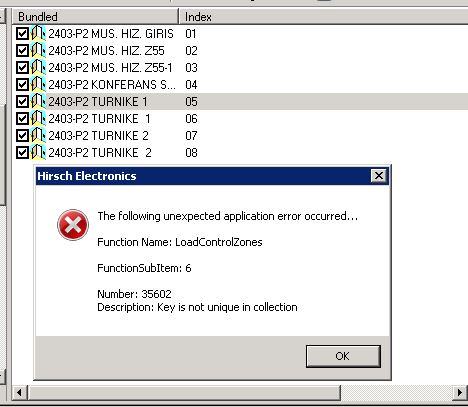 Bundled Index
2403-P2 MUS. HIZ. GIRIS 01
2403-P2 MUS. HIZ. Z55 02
2403-P2 MUS. HIZ. Z55-1 03
2403-P2 KONFERANS S... 04
2403-P2 TURNIKE 1 05
2403-P2 TURNIKE  1 06
2403-P2 TURNIKE 2 07
2403-P2 TURNIKE  2 08
Hirsch Electronics
The following unexpected application error occurred...
Function Name: LoadControlZones
FunctionSubItem: 6
Number: 35602
Description: Key is not unique in collection
OK